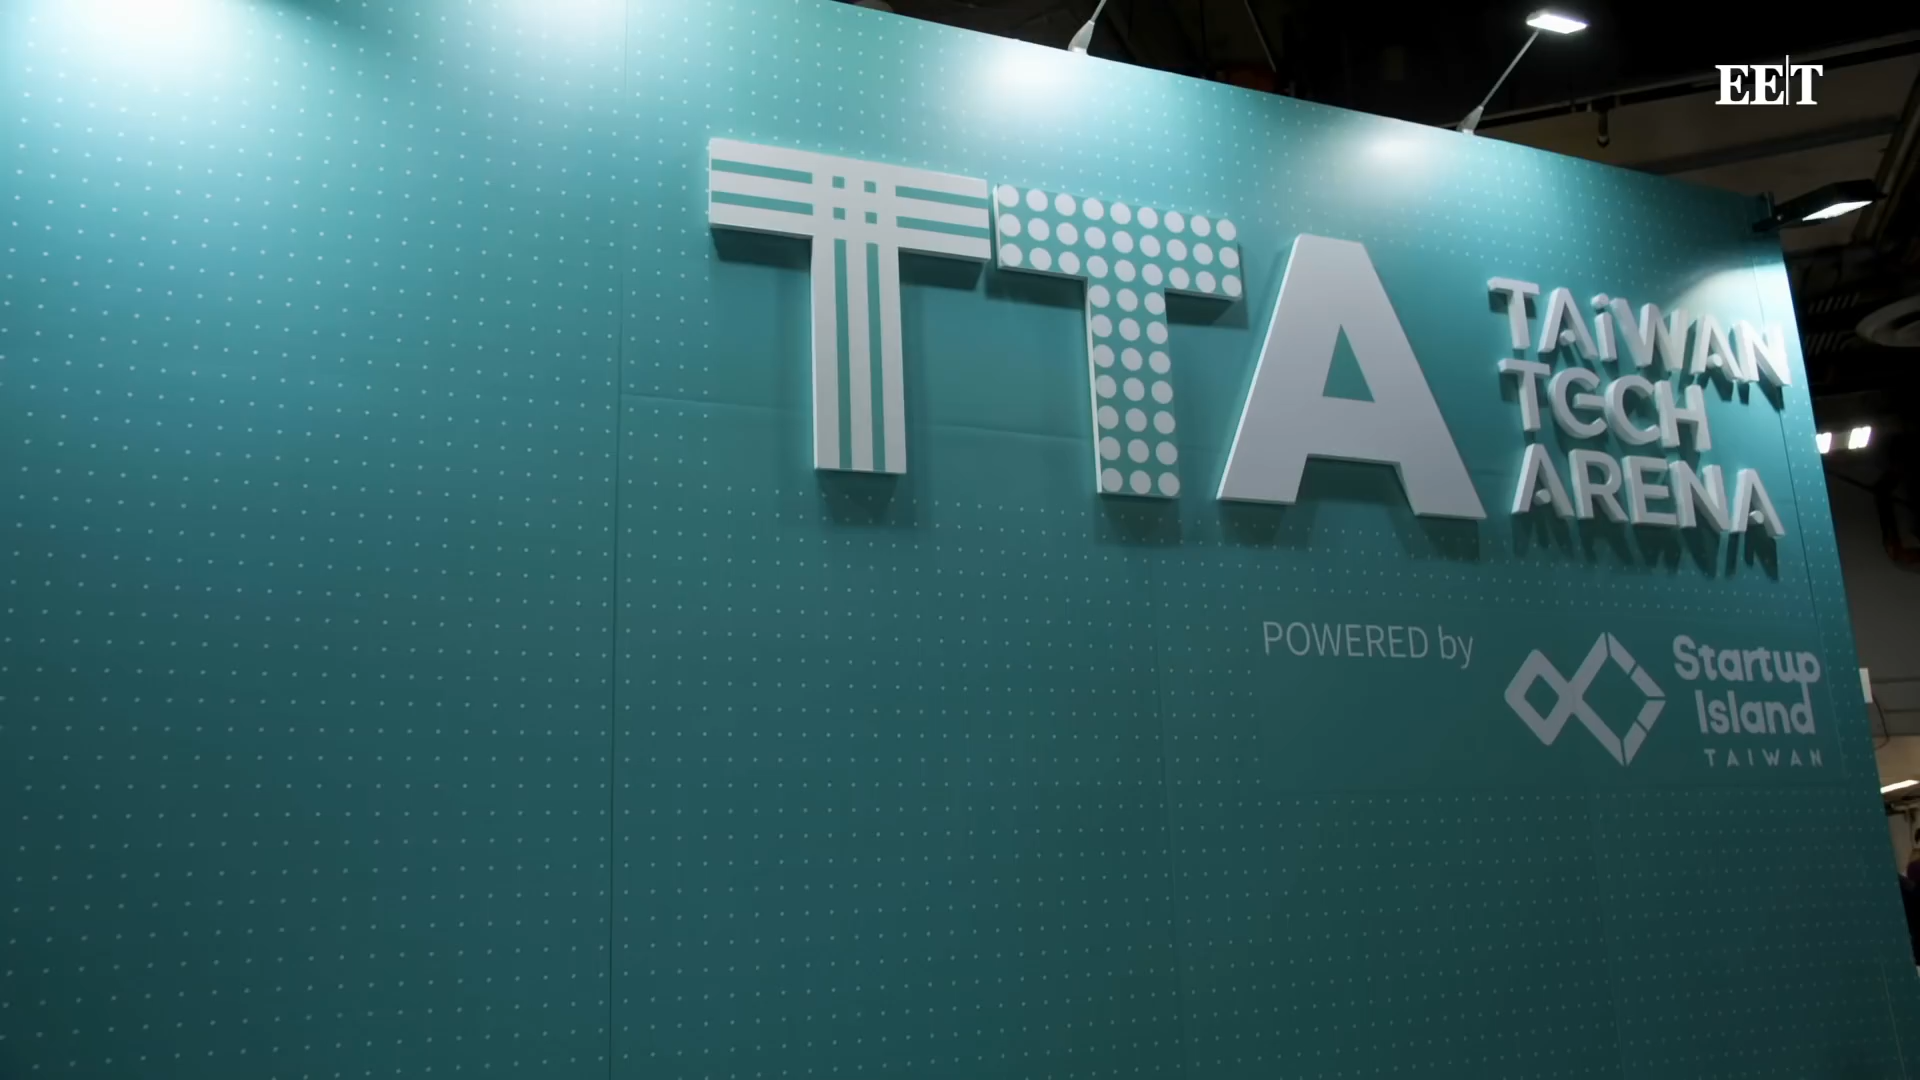 EET
TTA
TAiWAN
TECH
ARENA
POWERED by
Startup
Island
TAIWAN